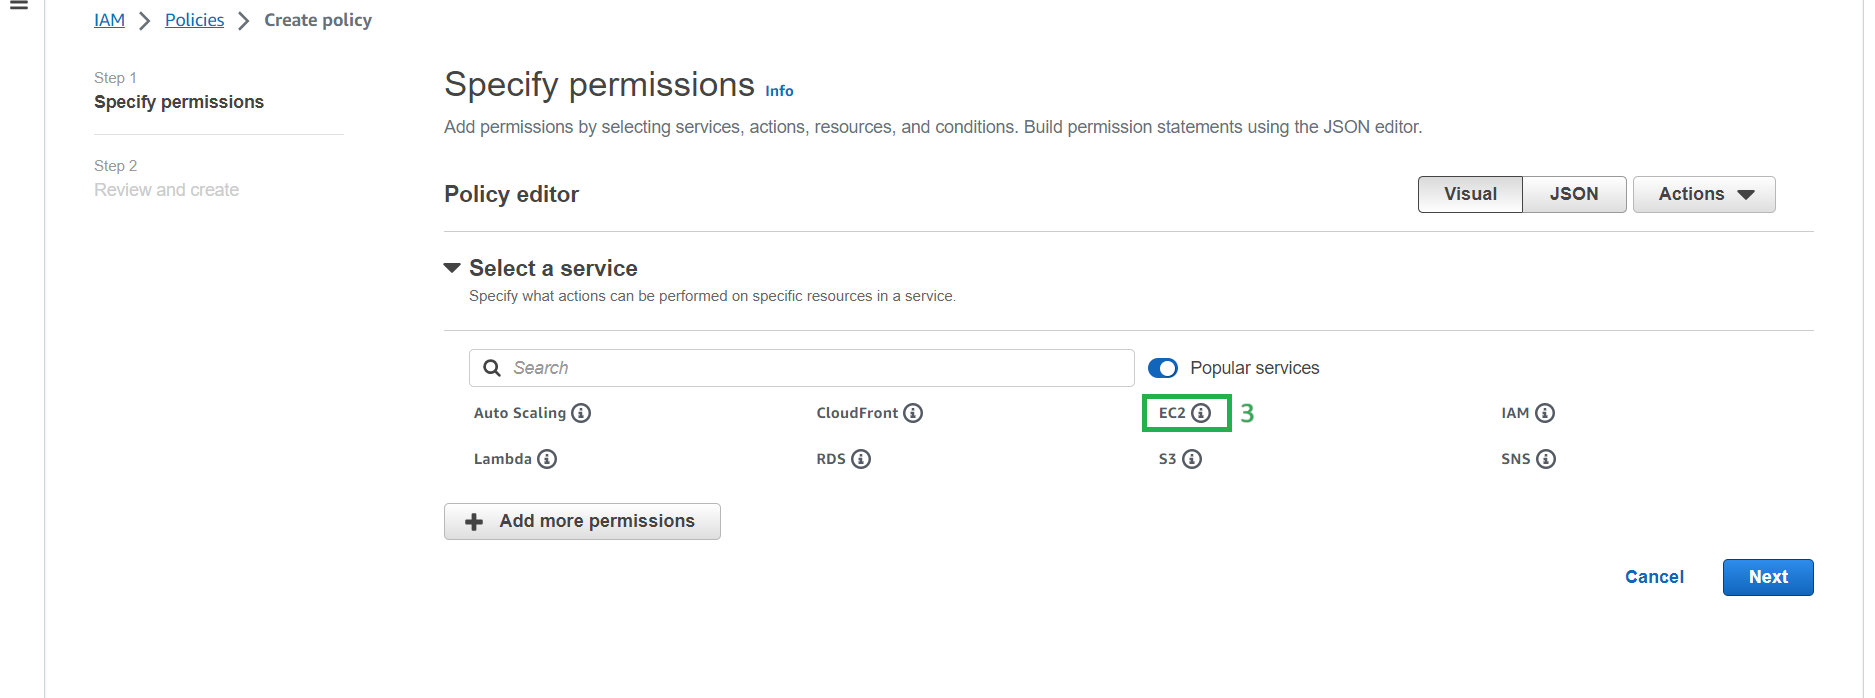 IAM > Policies > Create policy
Step 1
Specify permissions
Step 2
Review and create
Specify permissions Info
Add permissions by selecting services, actions, resources, and conditions. Build permission statements using the JSON editor.
Policy editor
Visual JSON Actions
Select a service
Specify what actions can be performed on specific resources in a service.
Search Popular services
Auto Scaling CloudFront EC2 3 IAM
Lambda RDS S3 SNS
Add more permissions
Cancel Next